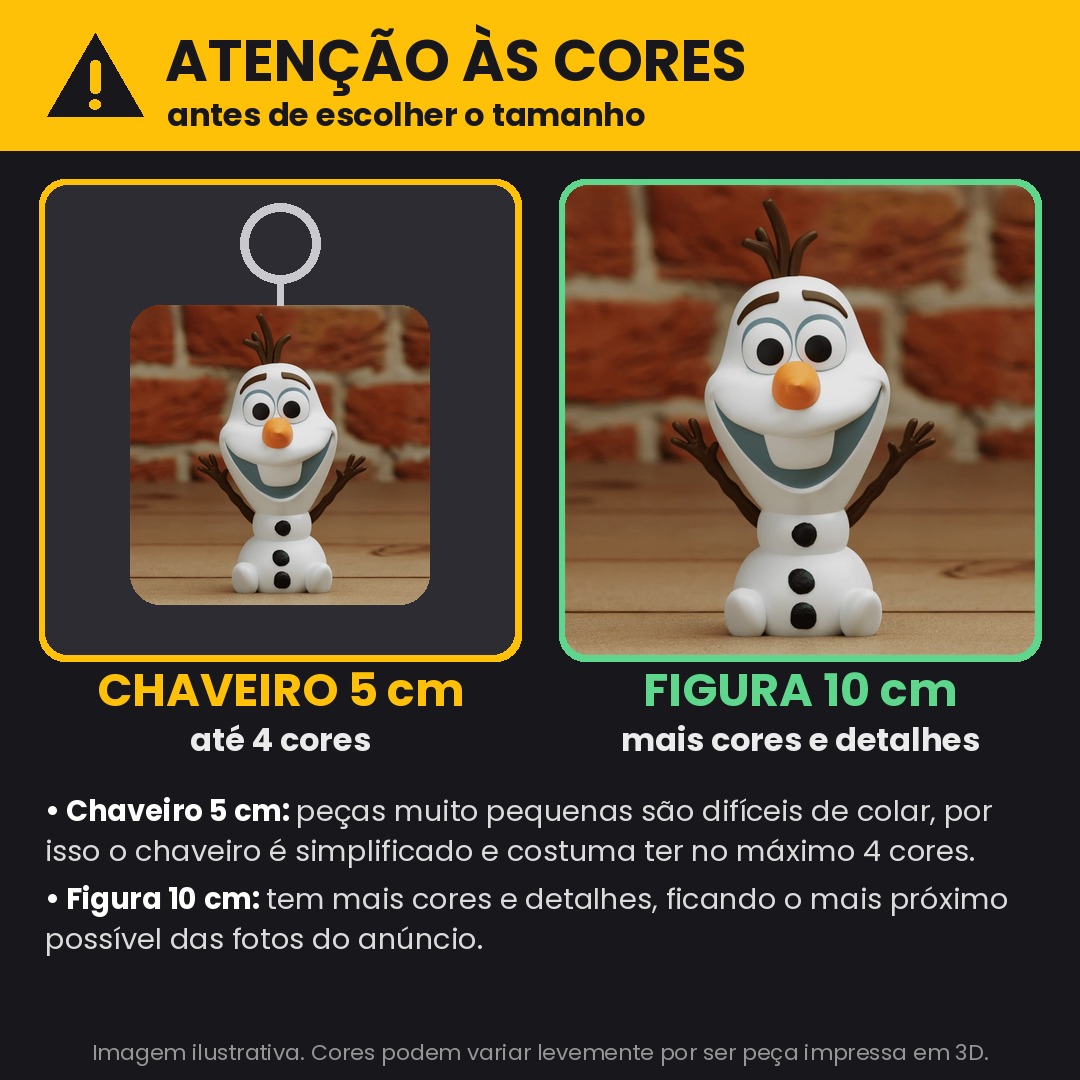 ATENÇÃO ÀS CORES
antes de escolher o tamanho
CHAVEIRO 5 cm
até 4 cores
FIGURA 10 cm
mais cores e detalhes
• Chaveiro 5 cm: peças muito pequenas são difíceis de colar, por
isso o chaveiro é simplificado e costuma ter no máximo 4 cores.
• Figura 10 cm: tem mais cores e detalhes, ficando o mais próximo
possível das fotos do anúncio.
Imagem ilustrativa. Cores podem variar levemente por ser peça impressa em 3D.